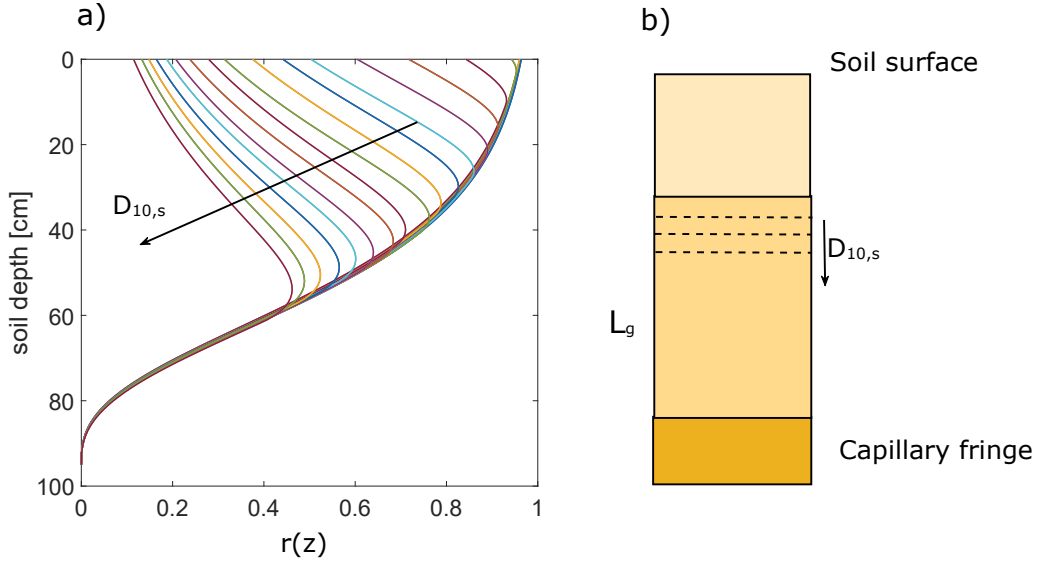 a)
0
20
40
60
80
100
soil depth [cm]
D10,s
0
0.2
0.4
0.6
0.8
1
r(z)
b)
Soil surface
D10,s
Lg
Capillary fringe